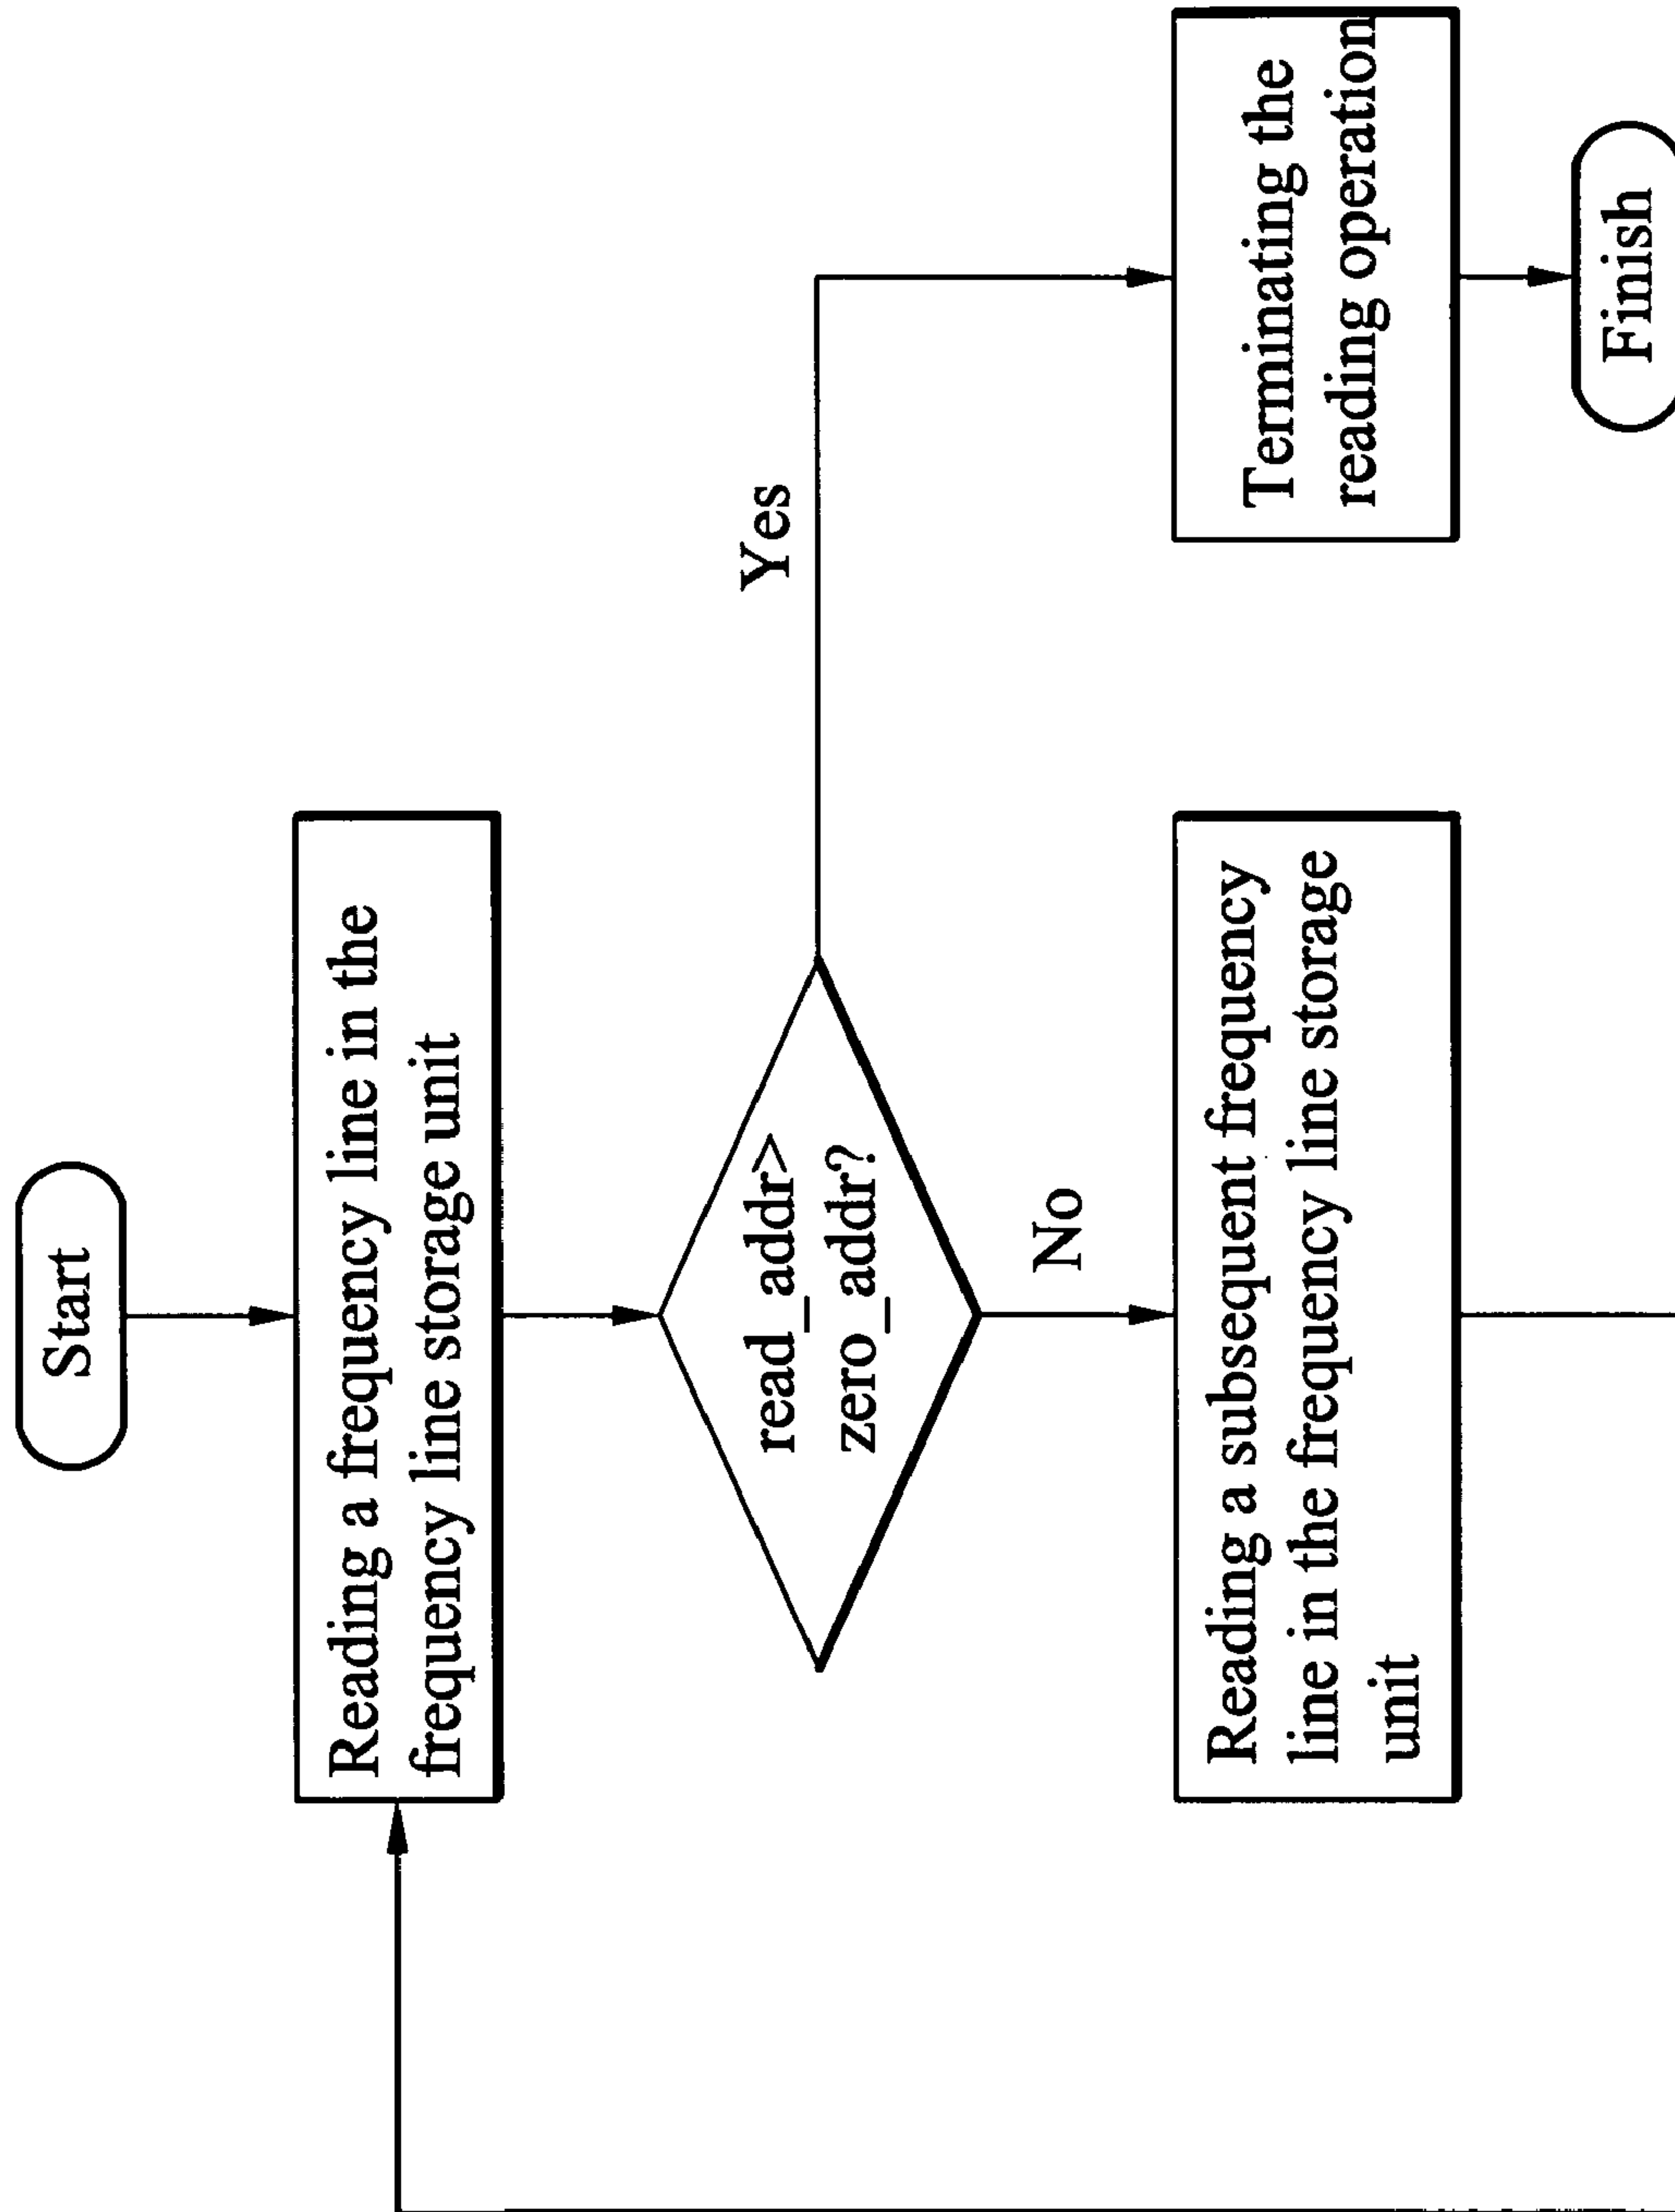 Start
Reading a frequency line in the
frequency line storage unit
read_addr>
zero_addr?
Yes
No
Reading a subsequent frequency
line in the frequency line storage
unit
Terminating the
reading operation
Finish